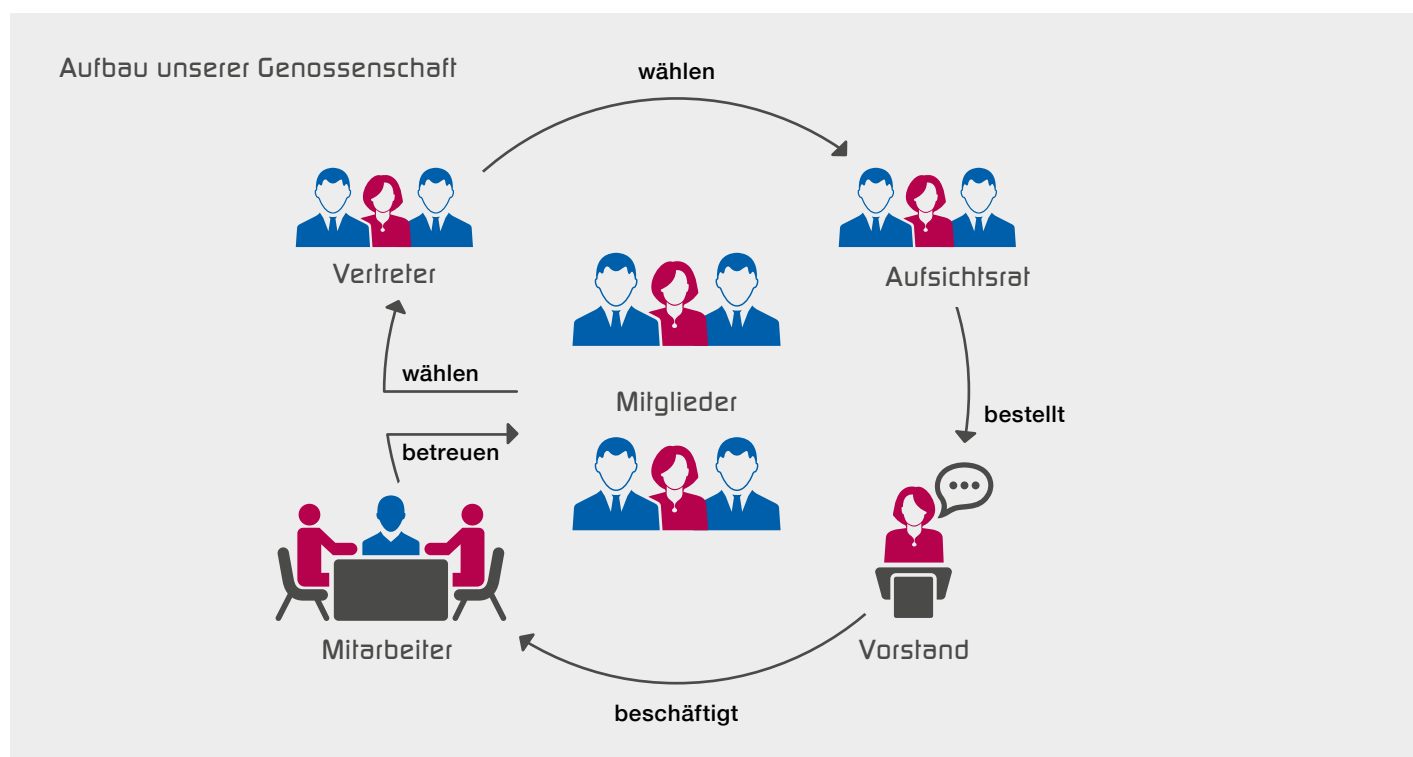 Aufbau unserer Genossenschaft
wählen
Vertreter
Aufsichtsrat
wählen
Mitglieder
bestellt
betreuen
Mitarbeiter
Vorstand
beschäftigt